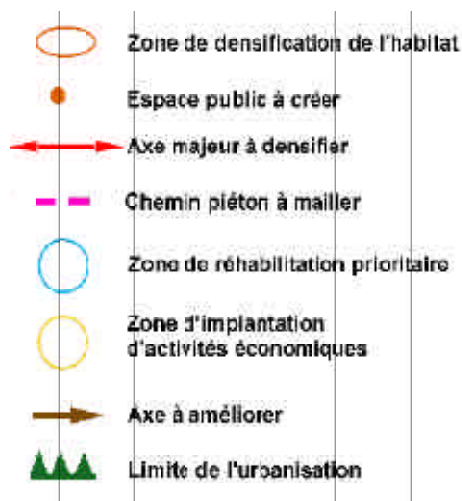 Zone de densification de l'habitat
Espace public à créer
Axe majeur à densifier
Chemin piéton à mailler
Zone de réhabilitation prioritaire
Zone d'implantation
d'activités économiques
Axe à améliorer
Limite de l'urbanisation